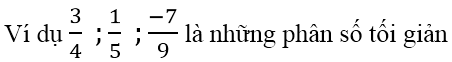 Ví dụ 3/4 ; 1/5 ; −7/9 là những phân số tối giản